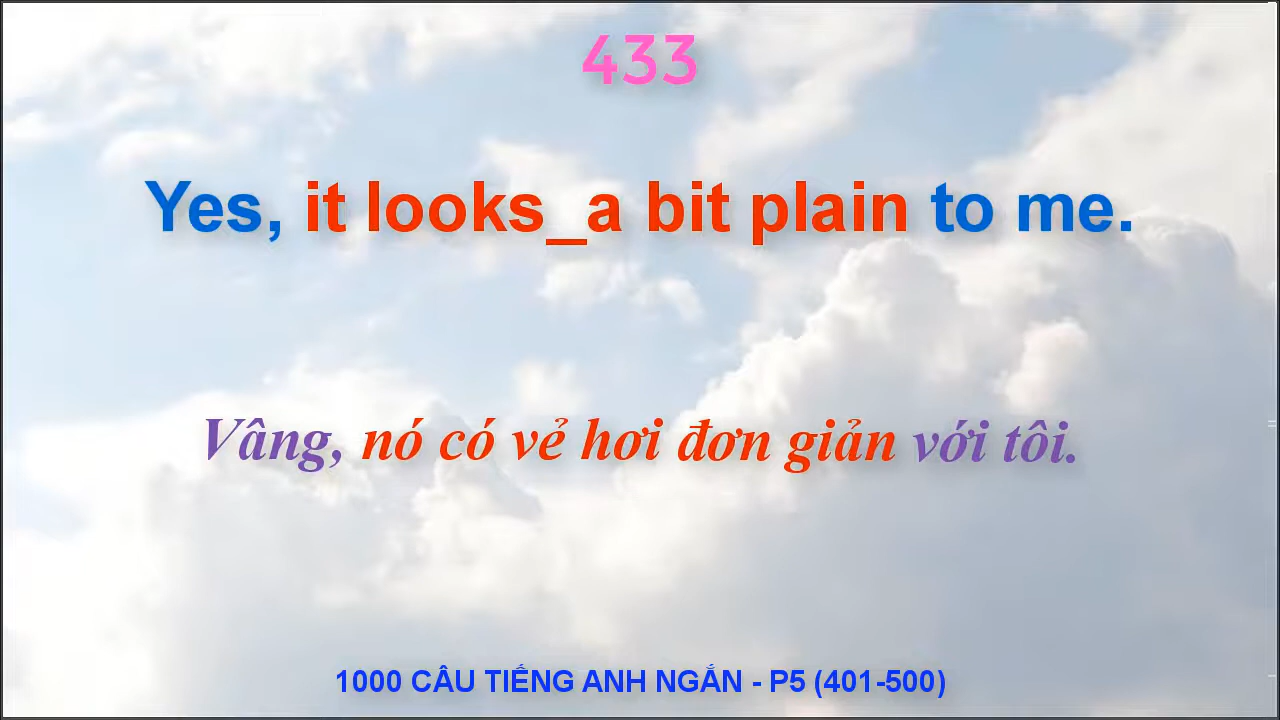 433
Yes, it looks_a bit plain to me.
Vâng, nó có vẻ hơi đơn giản với tôi.
1000 CÂU TIẾNG ANH NGẮN - P5 (401-500)